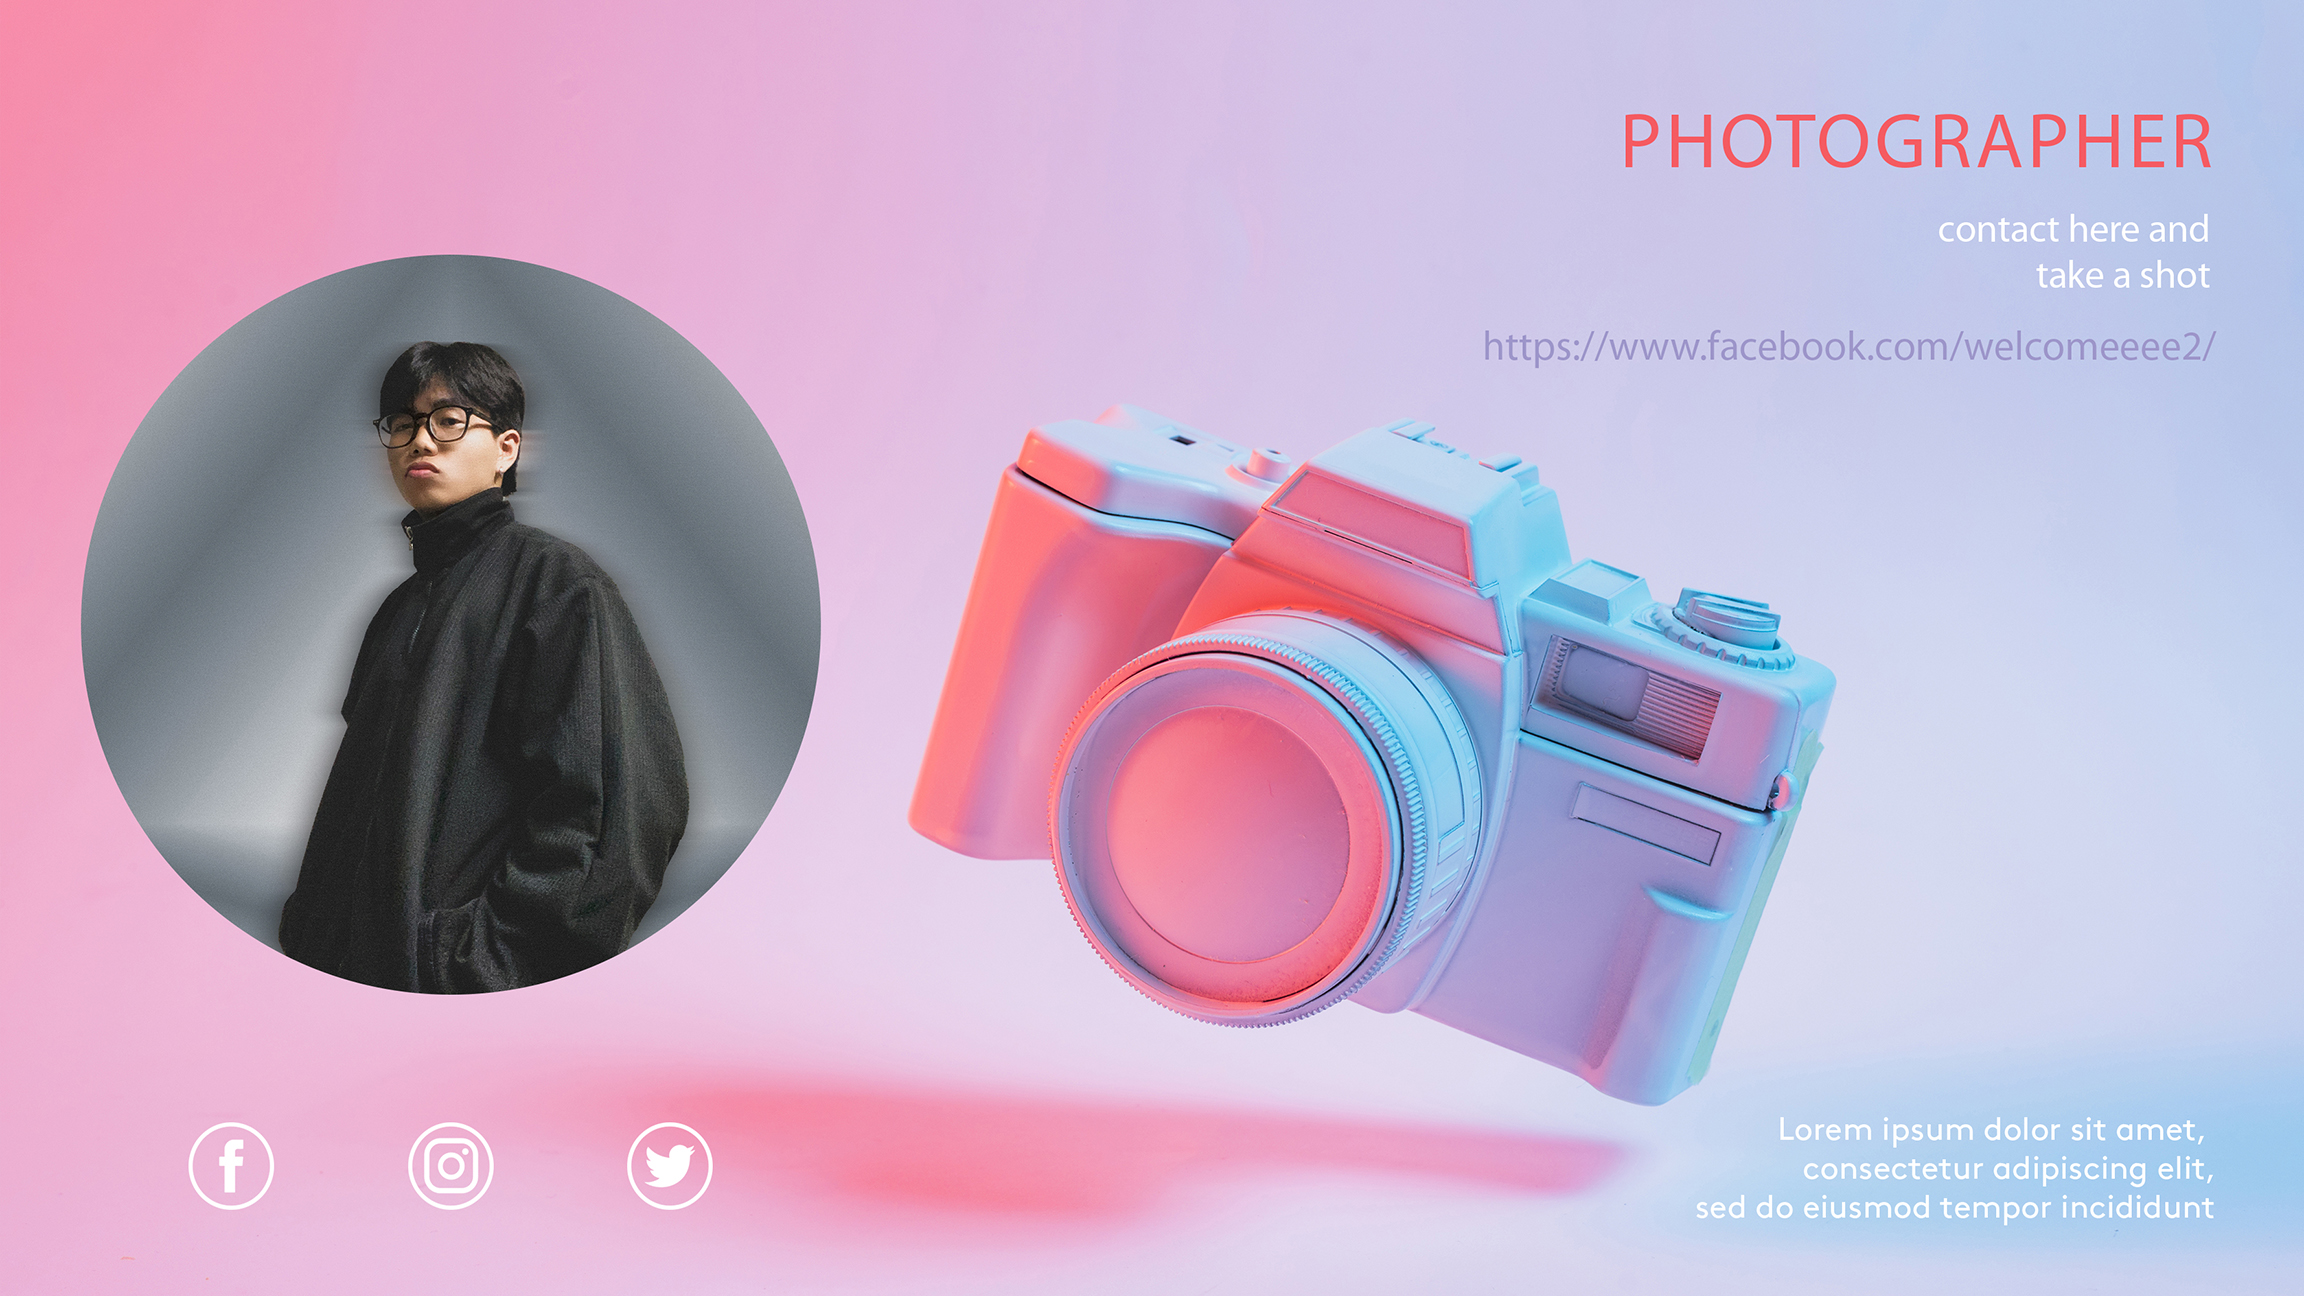 PHOTOGRAPHER
contact here and
take a shot
https://www.facebook.com/welcomeeee2/
Lorem ipsum dolor sit amet,
consectetur adipiscing elit,
sed do eiusmod tempor incididunt